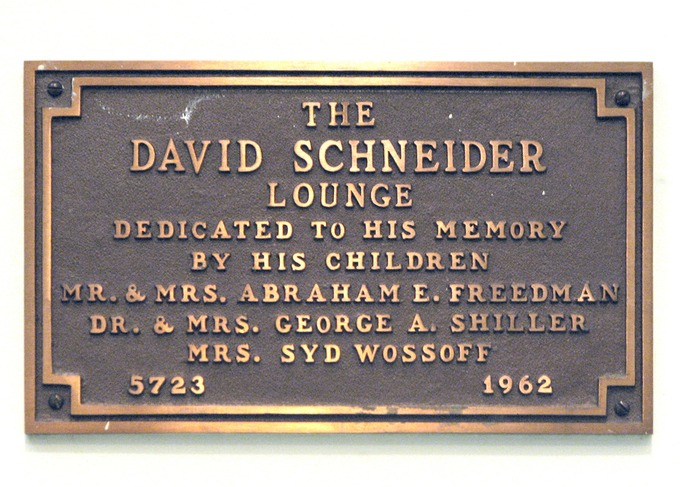 THE
DAVID SCHNEIDER
LOUNGE
DEDICATED TO HIS MEMORY
BY HIS CHILDREN
MR. & MRS. ABRAHAM E. FREEDMAN
DR. & MRS. GEORGE A. SHILLER
MRS. SYD WOSSOFF
5723 1962